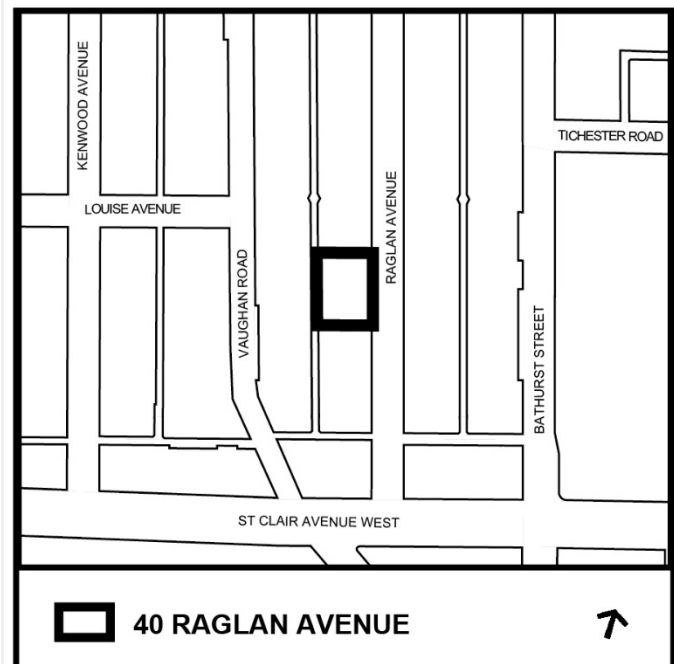 KENWOOD AVENUE
TICHESTER ROAD
LOUISE AVENUE
RAGLAN AVENUE
VAUGHAN ROAD
BATHURST STREET
ST CLAIR AVENUE WEST
40 RAGLAN AVENUE